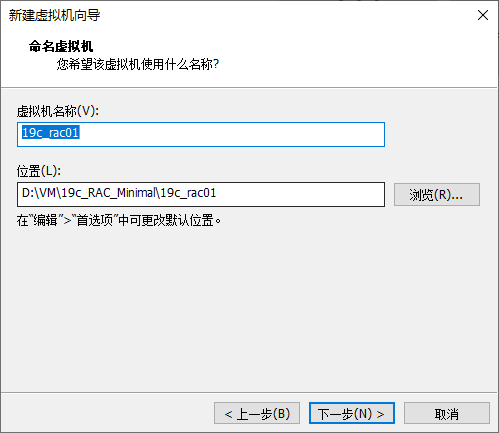 新建虚拟机向导
命名虚拟机
您希望该虚拟机使用什么名称?
虚拟机名称(V):
19c_rac01
位置(L):
D:\VM\19c_RAC_Minimal\19c_rac01
浏览(R)...
在“编辑”>“首选项”中可更改默认位置。
< 上一步(B)
下一步(N) >
取消